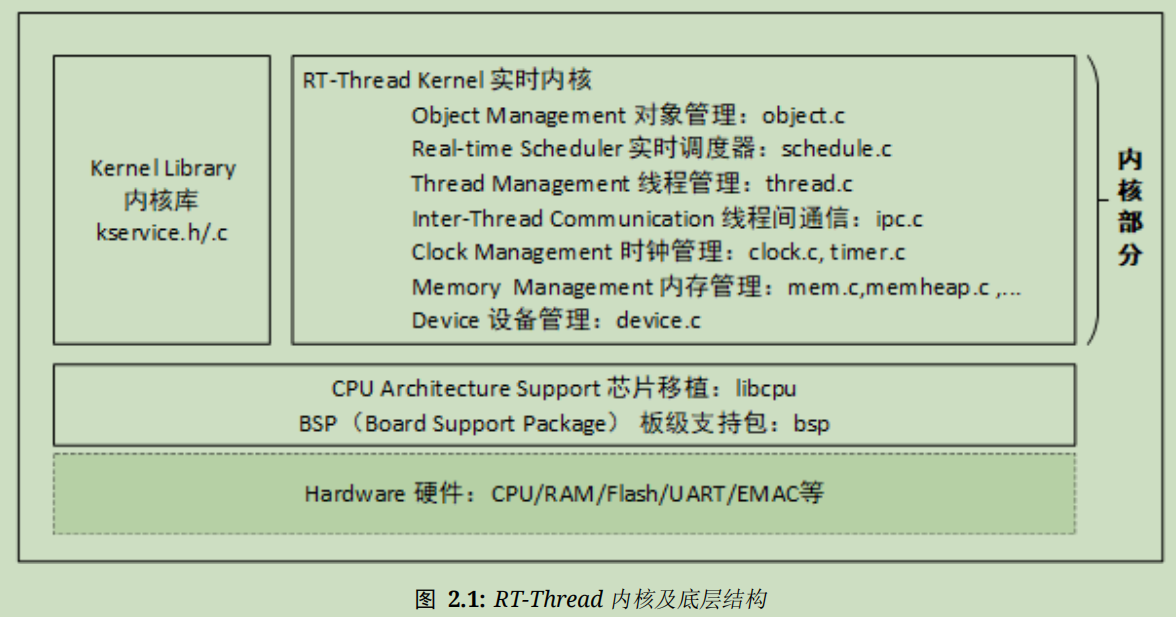 Kernel Library
内核库
kservice.h/.c
RT-Thread Kernel 实时内核
Object Management 对象管理：object.c
Real-time Scheduler 实时调度器：schedule.c
Thread Management 线程管理：thread.c
Inter-Thread Communication 线程间通信：ipc.c
Clock Management 时钟管理：clock.c, timer.c
Memory Management 内存管理：mem.c,memheap.c ,...
Device 设备管理：device.c
内核部分
CPU Architecture Support 芯片移植：libcpu
BSP（Board Support Package） 板级支持包：bsp
Hardware 硬件：CPU/RAM/Flash/UART/EMAC等
图 2.1: RT-Thread 内核及底层结构